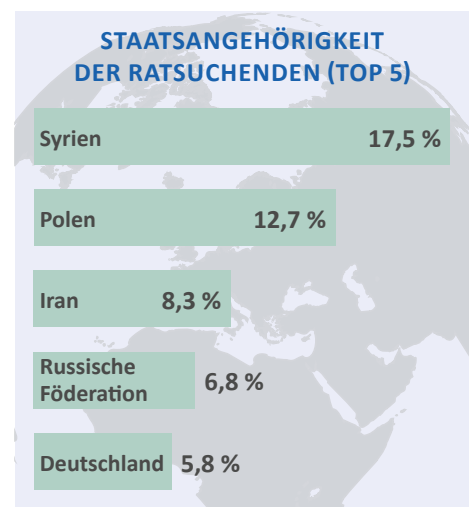 STAATSANGEHÖRIGKEIT
DER RATSUCHENDEN (TOP 5)
Syrien 17,5 %
Polen 12,7 %
Iran 8,3 %
Russische
Föderation 6,8 %
Deutschland 5,8 %